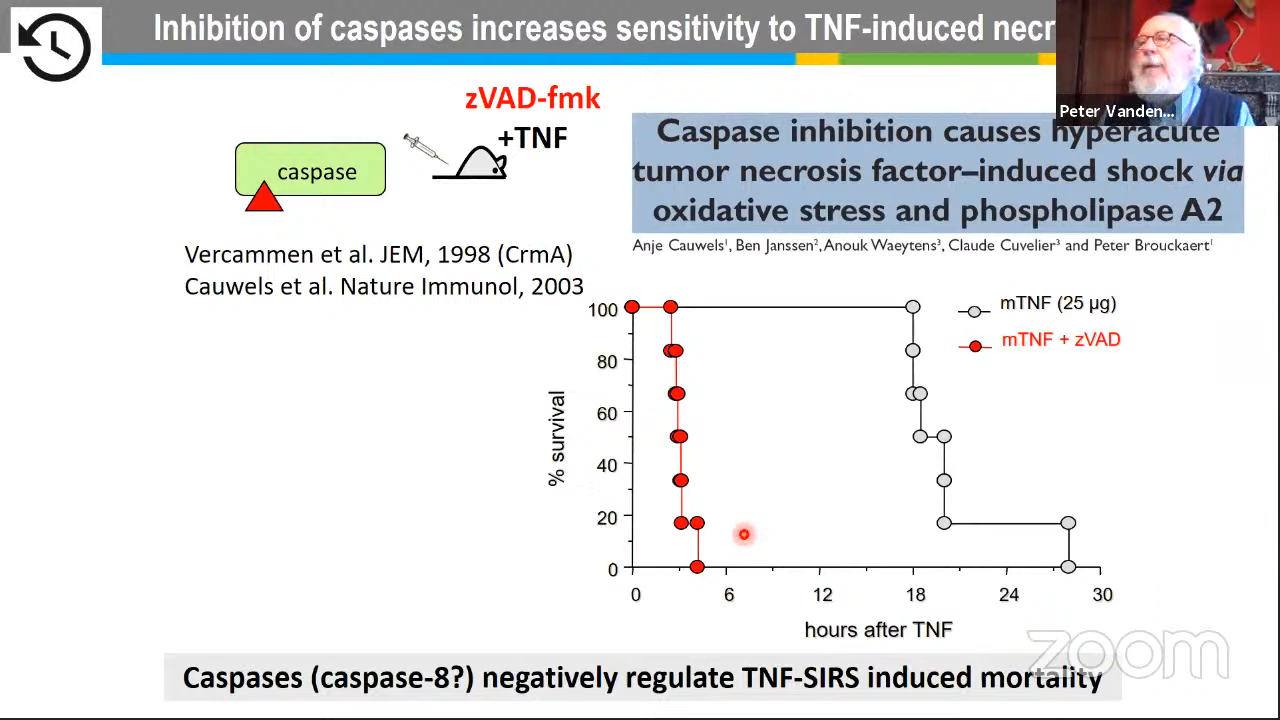 Inhibition of caspases increases sensitivity to TNF-induced
Peter Vanden...
zVAD-fmk
+TNF
caspase
Vercammen et al. JEM, 1998 (CrmA)
Cauwels et al. Nature Immunol, 2003
Caspase inhibition causes hyperacute
tumor necrosis factor–induced shock via
oxidative stress and phospholipase A2
Anje Cauwels¹, Ben Janssen², Anouk Waeytens³, Claude Cuvelier³ and Peter Brouckaert¹
mTNF (25 µg)
mTNF + zVAD
% survival
100
80
60
40
20
0
0 6 12 18 24 30
hours after TNF
zoom
Caspases (caspase-8?) negatively regulate TNF-SIRS induced mortality